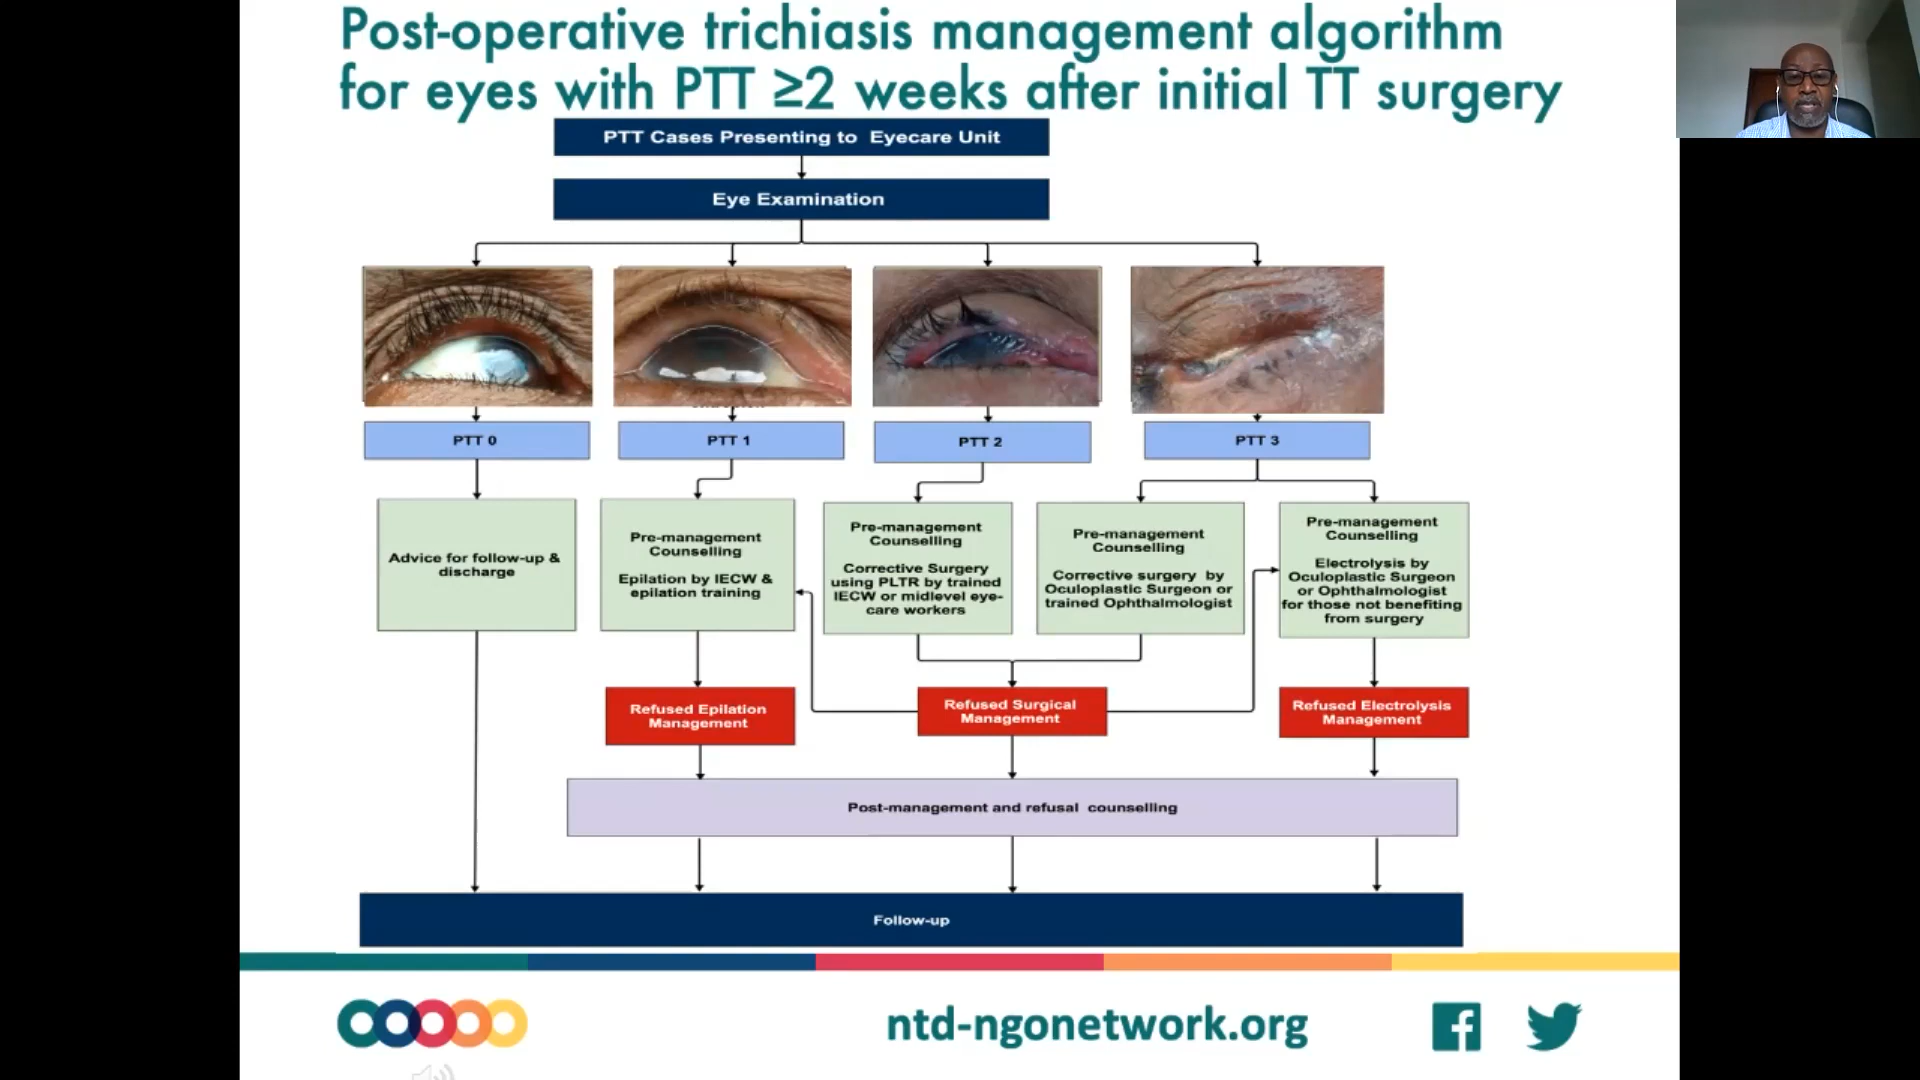 Post-operative trichiasis management algorithm
for eyes with PTT ≥2 weeks after initial TT surgery
PTT Cases Presenting to Eyecare Unit
Eye Examination
PTT 0
PTT 1
PTT 2
PTT 3
Advice for follow-up &
discharge
Pre-management
Counselling
Epilation by IECW &
epilation training
Pre-management
Counselling
Corrective Surgery
using PLTR by trained
IECW or midlevel eye-
care workers
Pre-management
Counselling
Corrective surgery by
Oculoplastic Surgeon or
trained Ophthalmologist
Pre-management
Counselling
Electrolysis by
Oculoplastic Surgeon
or Ophthalmologist
for those not benefiting
from surgery
Refused Epilation
Management
Refused Surgical
Management
Refused Electrolysis
Management
Post-management and refusal counselling
Follow-up
ntd-ngonetwork.org